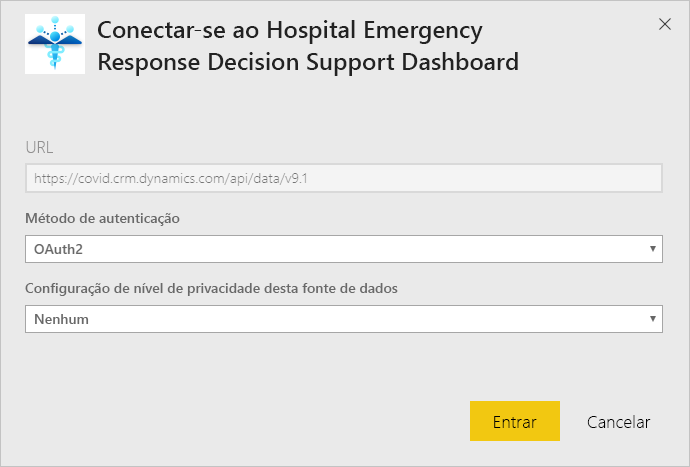 Conectar-se ao Hospital Emergency
Response Decision Support Dashboard
URL
https://covid.crm.dynamics.com/api/data/v9.1
Método de autenticação
OAuth2
Configuração de nível de privacidade desta fonte de dados
Nenhum
Entrar Cancelar